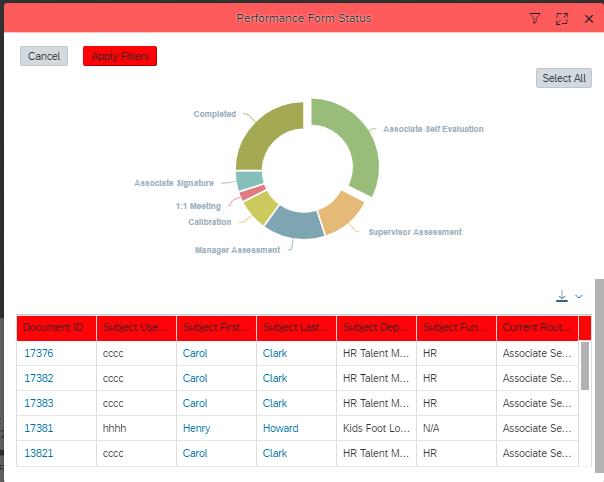 Performance Form Status
Cancel
Apply Filters
Select All
Completed
Associate Self Evaluation
Associate Signature
1:1 Meeting
Calibration
Supervisor Assessment
Manager Assessment
Document ID Subject Use... Subject First... Subject Last... Subject Dep... Subject Fun... Current Rout...
17376 cccc Carol Clark HR Talent M... HR Associate Se...
17382 cccc Carol Clark HR Talent M... HR Associate Se...
17383 cccc Carol Clark HR Talent M... HR Associate Se...
17381 hhhh Henry Howard Kids Foot Lo... N/A Associate Se...
13821 cccc Carol Clark HR Talent M... HR Associate Se...